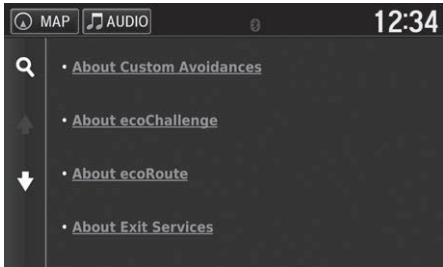 MAP AUDIO 12:34
• About Custom Avoidances
• About ecoChallenge
• About ecoRoute
• About Exit Services